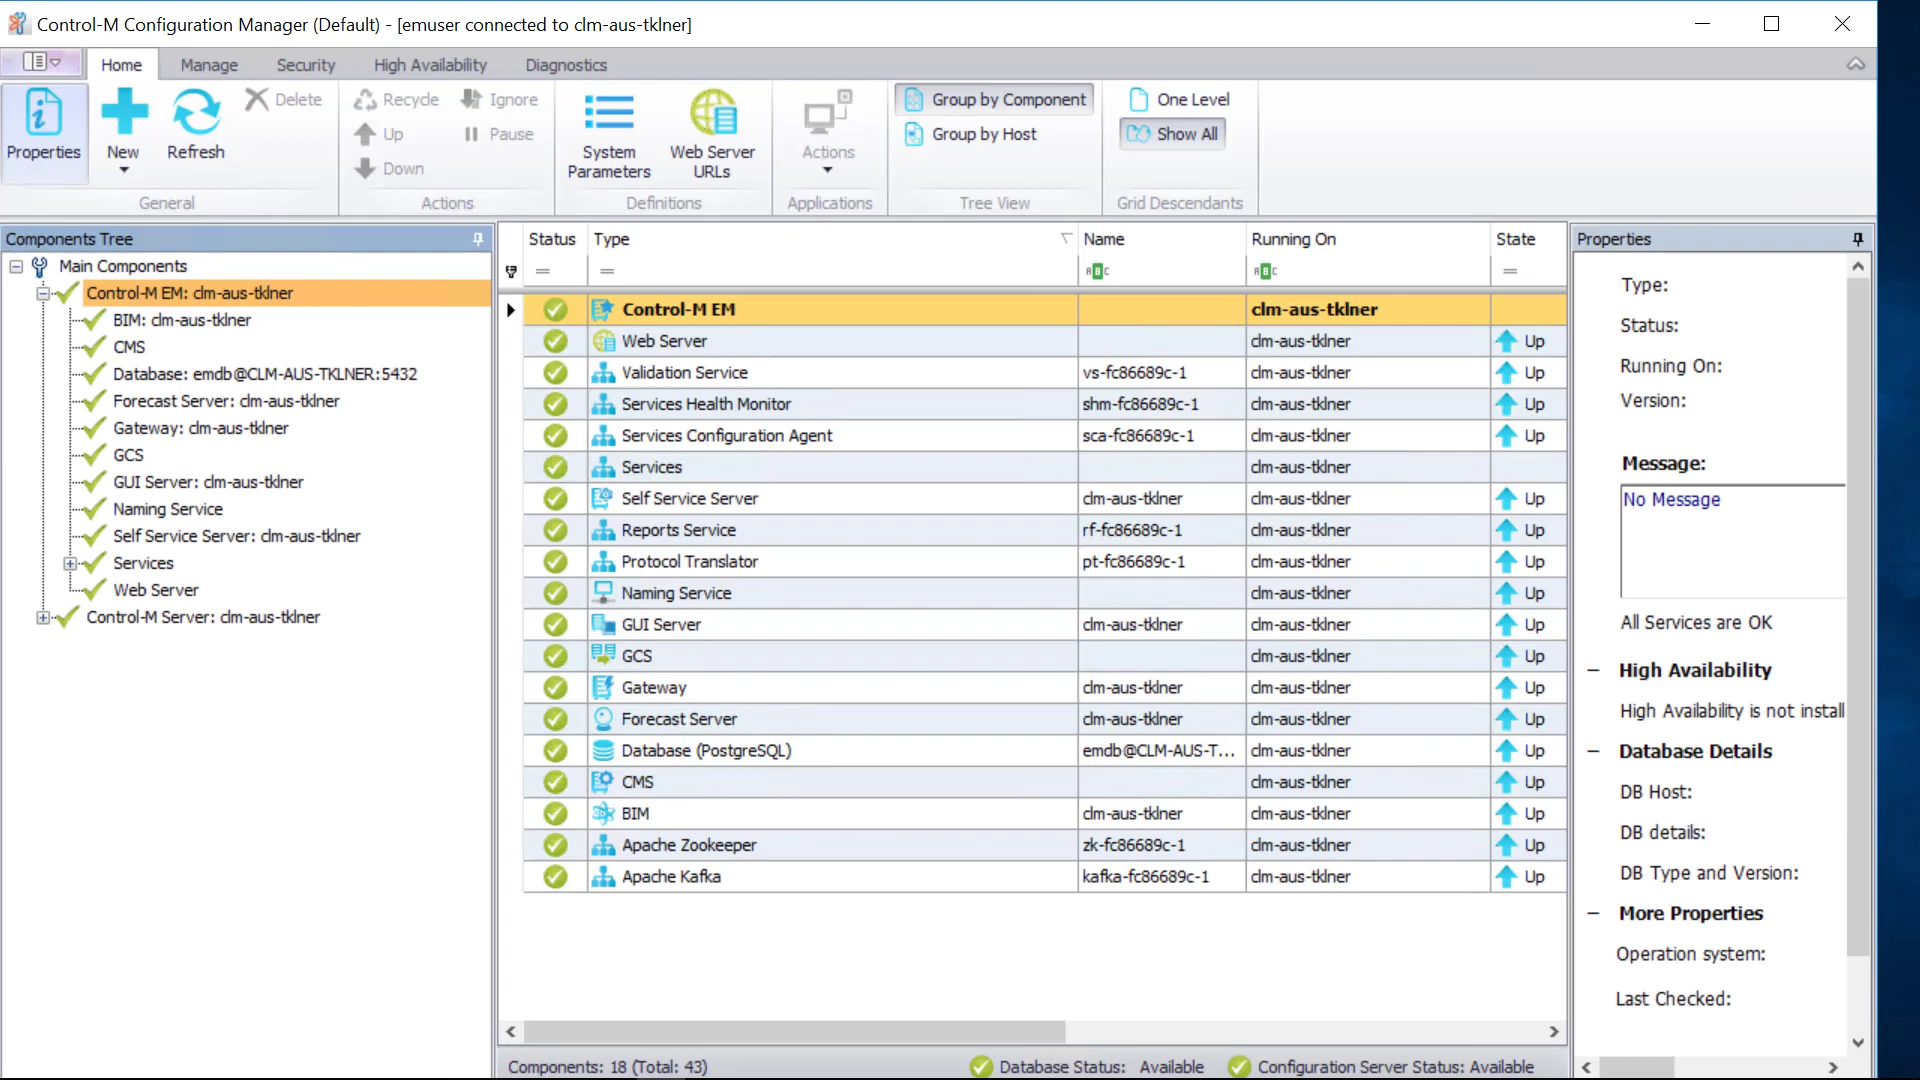 Control-M Configuration Manager (Default) - [emuser connected to clm-aus-tklner]
Home Manage Security High Availability Diagnostics
Properties
New
Refresh
Delete
General
Recycle
Ignore
Up
Pause
Down
Actions
System Parameters
Web Server URLs
Definitions
Actions
Applications
Group by Component
Group by Host
Tree View
One Level
Show All
Grid Descendants
Components Tree
Main Components
Control-M EM: clm-aus-tklner
BIM: clm-aus-tklner
CMS
Database: emdb@CLM-AUS-TKLNER:5432
Forecast Server: clm-aus-tklner
Gateway: clm-aus-tklner
GCS
GUI Server: clm-aus-tklner
Naming Service
Self Service Server: clm-aus-tklner
Services
Web Server
Control-M Server: clm-aus-tklner
Status Type Name Running On State
ABC ABC
Control-M EM clm-aus-tklner
Web Server clm-aus-tklner Up
Validation Service vs-fc86689c-1 clm-aus-tklner Up
Services Health Monitor shm-fc86689c-1 clm-aus-tklner Up
Services Configuration Agent sca-fc86689c-1 clm-aus-tklner Up
Services clm-aus-tklner
Self Service Server clm-aus-tklner clm-aus-tklner Up
Reports Service rf-fc86689c-1 clm-aus-tklner Up
Protocol Translator pt-fc86689c-1 clm-aus-tklner Up
Naming Service clm-aus-tklner Up
GUI Server clm-aus-tklner clm-aus-tklner Up
GCS clm-aus-tklner Up
Gateway clm-aus-tklner clm-aus-tklner Up
Forecast Server clm-aus-tklner clm-aus-tklner Up
Database (PostgreSQL) emdb@CLM-AUS-T... clm-aus-tklner Up
CMS clm-aus-tklner Up
BIM clm-aus-tklner clm-aus-tklner Up
Apache Zookeeper zk-fc86689c-1 clm-aus-tklner Up
Apache Kafka kafka-fc86689c-1 clm-aus-tklner Up
Components: 18 (Total: 43) Database Status: Available Configuration Server Status: Available
Properties
Type:
Status:
Running On:
Version:
Message:
No Message
All Services are OK
High Availability
High Availability is not install
Database Details
DB Host:
DB details:
DB Type and Version:
More Properties
Operation system:
Last Checked: